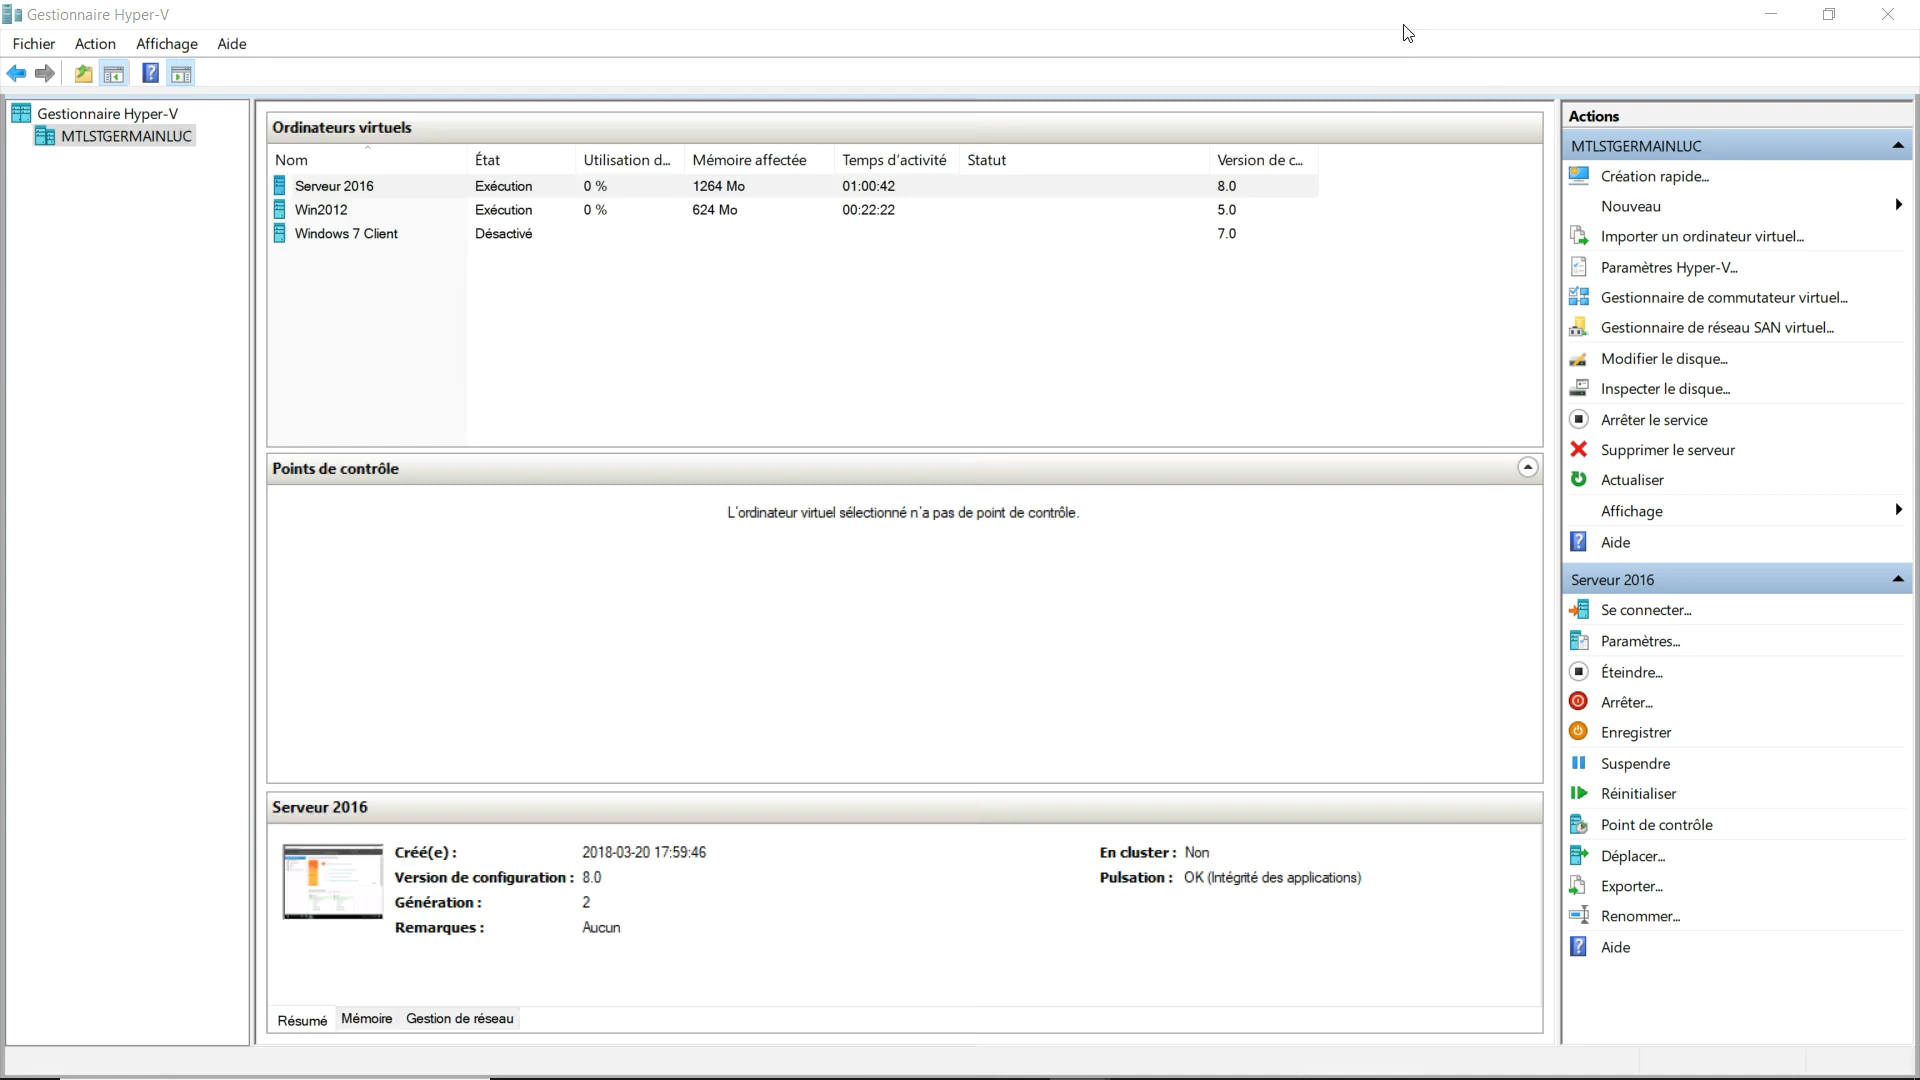 Gestionnaire Hyper-V
Fichier Action Affichage Aide
Gestionnaire Hyper-V
MTLSTGERMAINLUC
Ordinateurs virtuels
Nom État Utilisation d... Mémoire affectée Temps d'activité Statut Version de c...
Serveur 2016 Exécution 0 % 1264 Mo 01:00:42 8.0
Win2012 Exécution 0 % 624 Mo 00:22:22 5.0
Windows 7 Client Désactivé 7.0
Points de contrôle
L'ordinateur virtuel sélectionné n'a pas de point de contrôle.
Serveur 2016
Créé(e) : 2018-03-20 17:59:46
Version de configuration : 8.0
Génération : 2
Remarques : Aucun
En cluster : Non
Pulsation : OK (Intégrité des applications)
Résumé Mémoire Gestion de réseau
Actions
MTLSTGERMAINLUC
Création rapide...
Nouveau
Importer un ordinateur virtuel...
Paramètres Hyper-V...
Gestionnaire de commutateur virtuel...
Gestionnaire de réseau SAN virtuel...
Modifier le disque...
Inspecter le disque...
Arrêter le service
Supprimer le serveur
Actualiser
Affichage
Aide
Serveur 2016
Se connecter...
Paramètres...
Éteindre...
Arrêter...
Enregistrer
Suspendre
Réinitialiser
Point de contrôle
Déplacer...
Exporter...
Renommer...
Aide